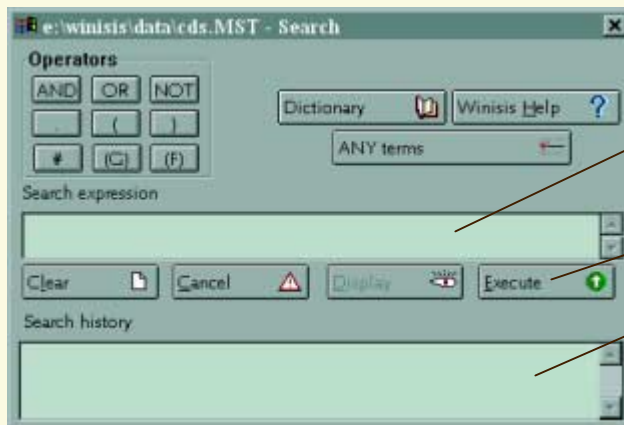 e:\winisis\data\cds.MST - Search
Operators
AND OR NOT
. ( )
# (G) (F)
Dictionary Winisis Help ?
ANY terms
Search expression
Clear Cancel Display Execute
Search history